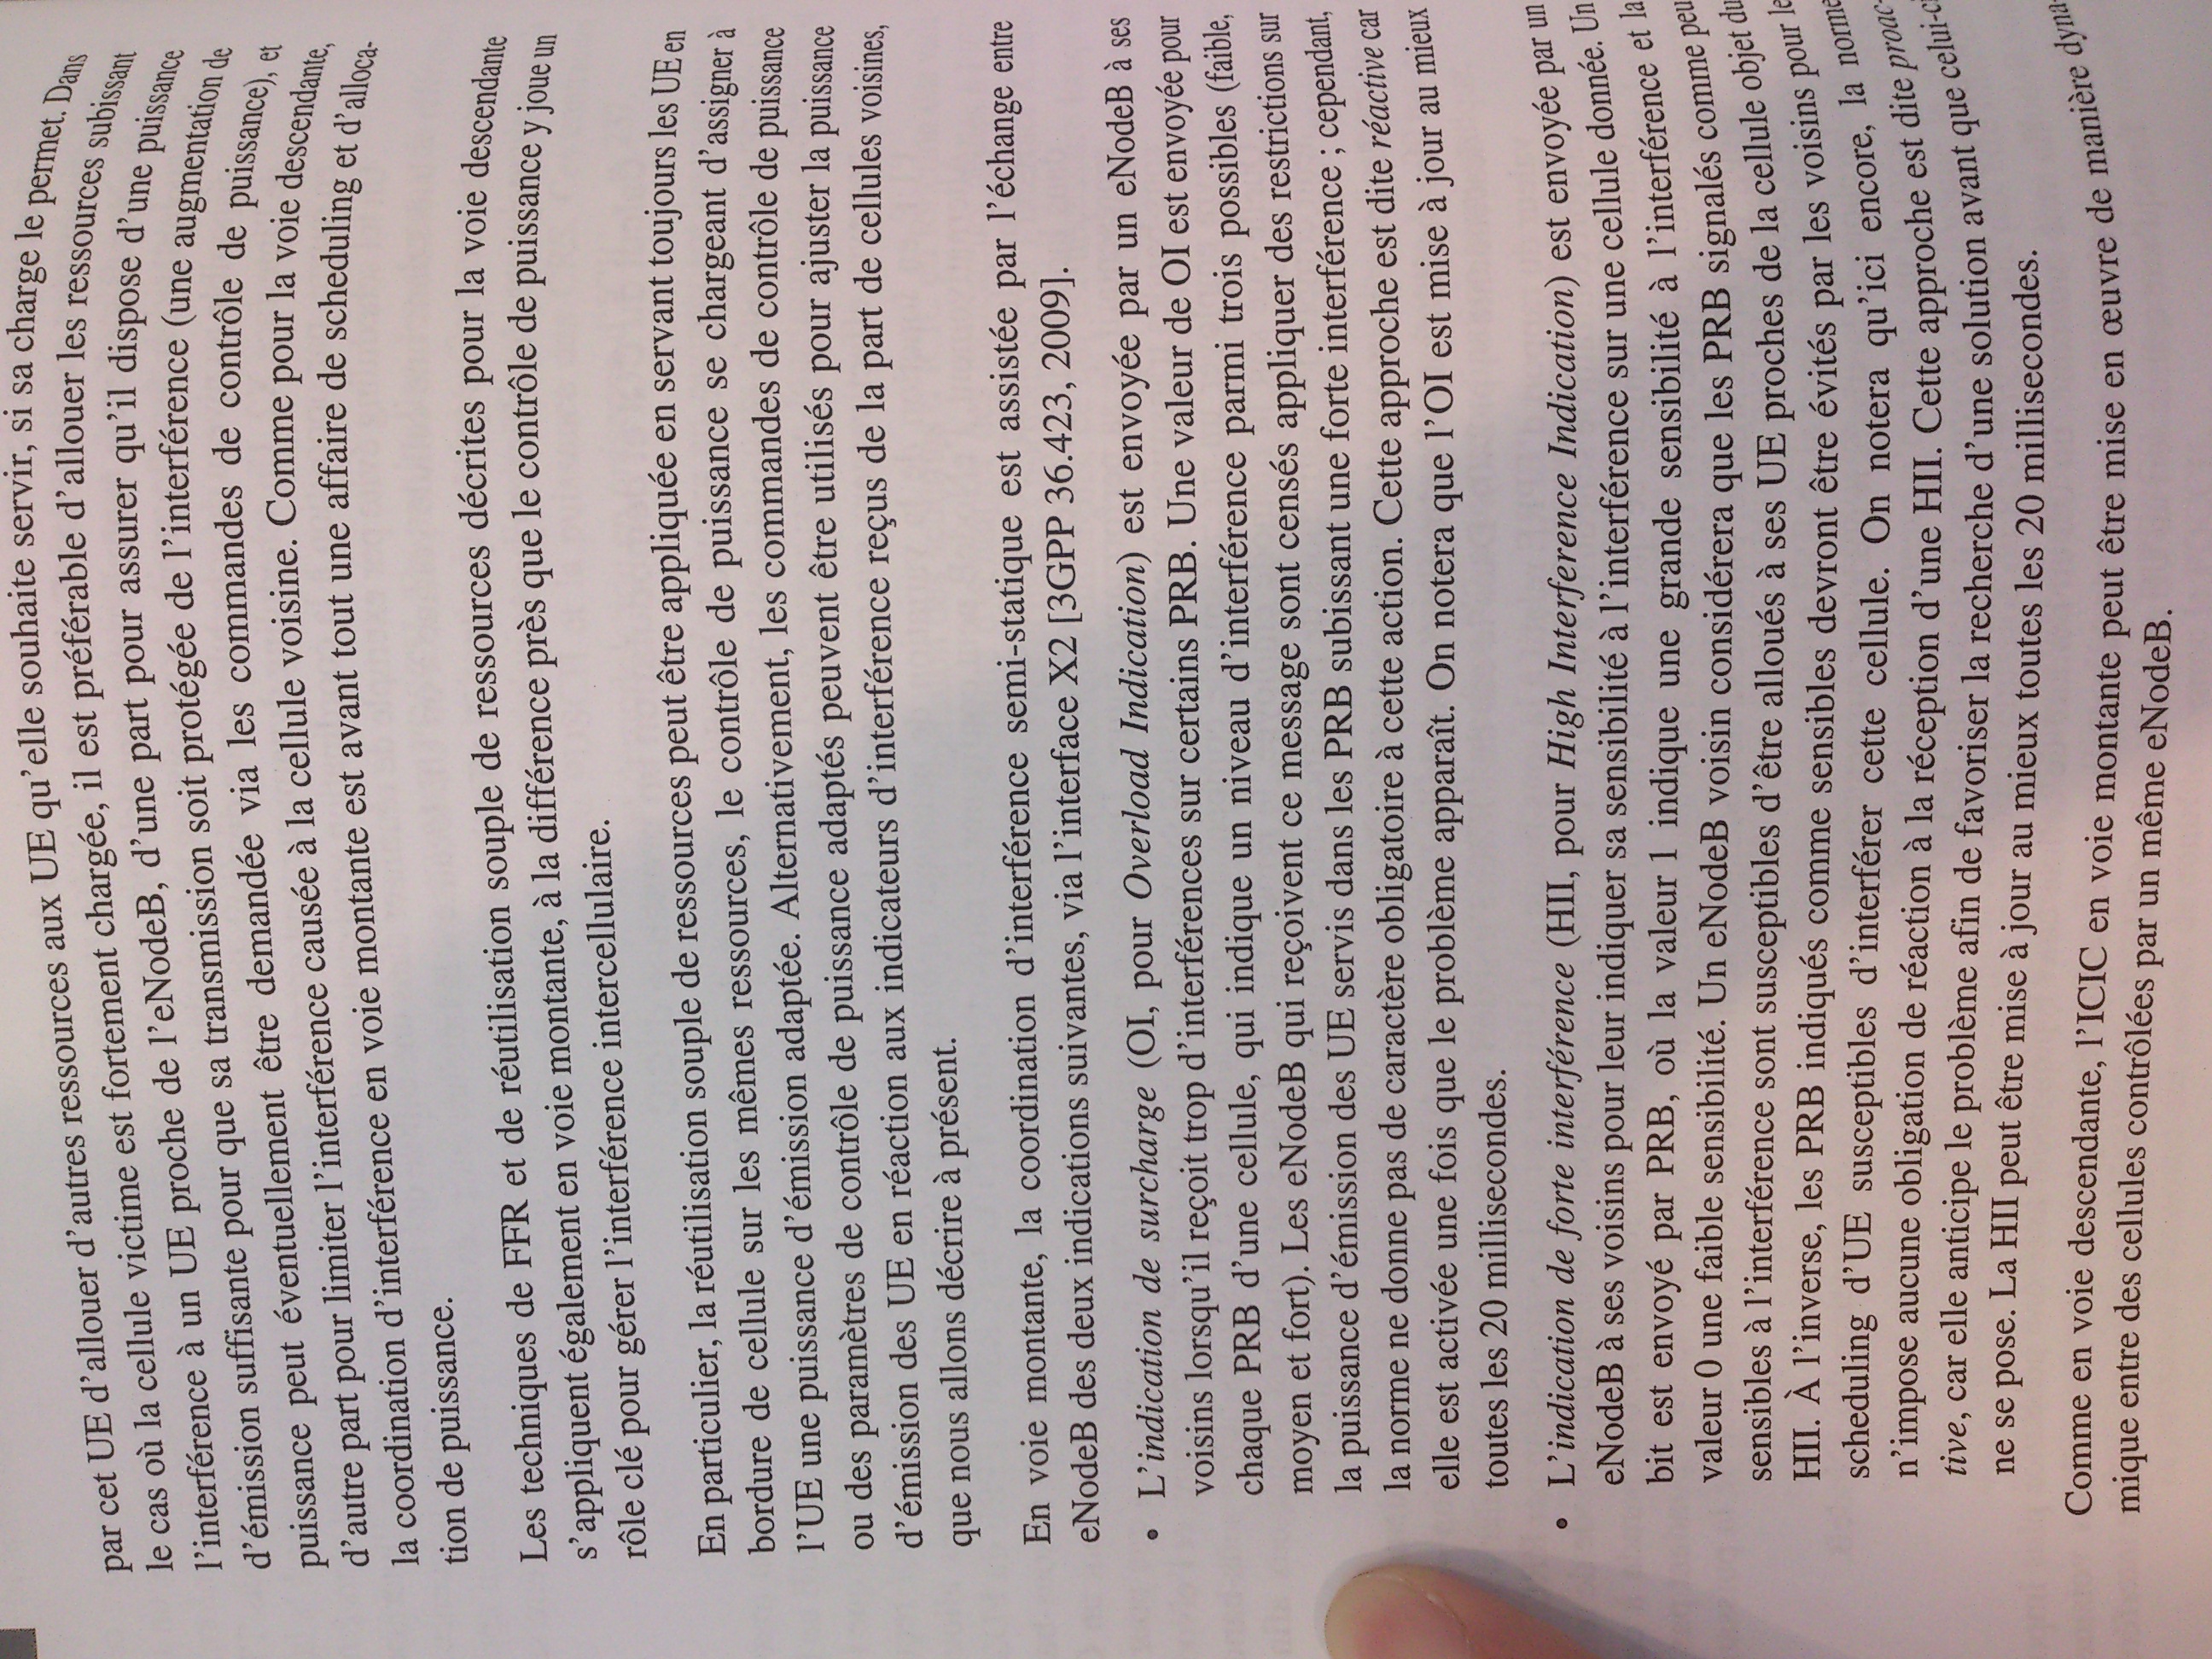 par cet UE d'allouer d'autres ressources aux UE qu'elle souhaite servir, si sa charge le permet. Dans
le cas où la cellule victime est fortement chargée, il est préférable d'allouer les ressources subissant
l'interférence à un UE proche de l'eNodeB, d'une part pour assurer qu'il dispose d'une puissance
d'émission suffisante pour que sa transmission soit protégée de l'interférence (une augmentation de
puissance peut éventuellement être demandée via les commandes de contrôle de puissance), et
d'autre part pour limiter l'interférence causée à la cellule voisine. Comme pour la voie descendante,
la coordination d'interférence en voie montante est avant tout une affaire de scheduling et d'alloca-
tion de puissance.
Les techniques de FFR et de réutilisation souple de ressources décrites pour la voie descendante
s'appliquent également en voie montante, à la différence près que le contrôle de puissance y joue un
rôle clé pour gérer l'interférence intercellulaire.
En particulier, la réutilisation souple de ressources peut être appliquée en servant toujours les UE en
bordure de cellule sur les mêmes ressources, le contrôle de puissance se chargeant d'assigner à
l'UE une puissance d'émission adaptée. Alternativement, les commandes de contrôle de puissance
ou des paramètres de contrôle de puissance adaptés peuvent être utilisés pour ajuster la puissance
d'émission des UE en réaction aux indicateurs d'interférence reçus de la part de cellules voisines,
que nous allons décrire à présent.
En voie montante, la coordination d'interférence semi-statique est assistée par l'échange entre
eNodeB des deux indications suivantes, via l'interface X2 [3GPP 36.423, 2009].
• L'indication de surcharge (OI, pour Overload Indication) est envoyée par un eNodeB à ses
voisins lorsqu'il reçoit trop d'interférences sur certains PRB. Une valeur de OI est envoyée pour
chaque PRB d'une cellule, qui indique un niveau d'interférence parmi trois possibles (faible,
moyen et fort). Les eNodeB qui reçoivent ce message sont censés appliquer des restrictions sur
la puissance d'émission des UE servis dans les PRB subissant une forte interférence ; cependant,
la norme ne donne pas de caractère obligatoire à cette action. Cette approche est dite réactive car
elle est activée une fois que le problème apparaît. On notera que l'OI est mise à jour au mieux
toutes les 20 millisecondes.
• L'indication de forte interférence (HII, pour High Interference Indication) est envoyée par un
eNodeB à ses voisins pour leur indiquer sa sensibilité à l'interférence sur une cellule donnée. Un
bit est envoyé par PRB, où la valeur 1 indique une grande sensibilité à l'interférence et la
valeur 0 une faible sensibilité. Un eNodeB voisin considérera que les PRB signalés comme peu
sensibles à l'interférence sont susceptibles d'être alloués à ses UE proches de la cellule objet du
HII. À l'inverse, les PRB indiqués comme sensibles devront être évités par les voisins pour le
scheduling d'UE susceptibles d'interférer cette cellule. On notera qu'ici encore, la norme
n'impose aucune obligation de réaction à la réception d'une HII. Cette approche est dite proac-
tive, car elle anticipe le problème afin de favoriser la recherche d'une solution avant que celui-ci
ne se pose. La HII peut être mise à jour au mieux toutes les 20 millisecondes.
Comme en voie descendante, l'ICIC en voie montante peut être mise en œuvre de manière dyna-
mique entre des cellules contrôlées par un même eNodeB.